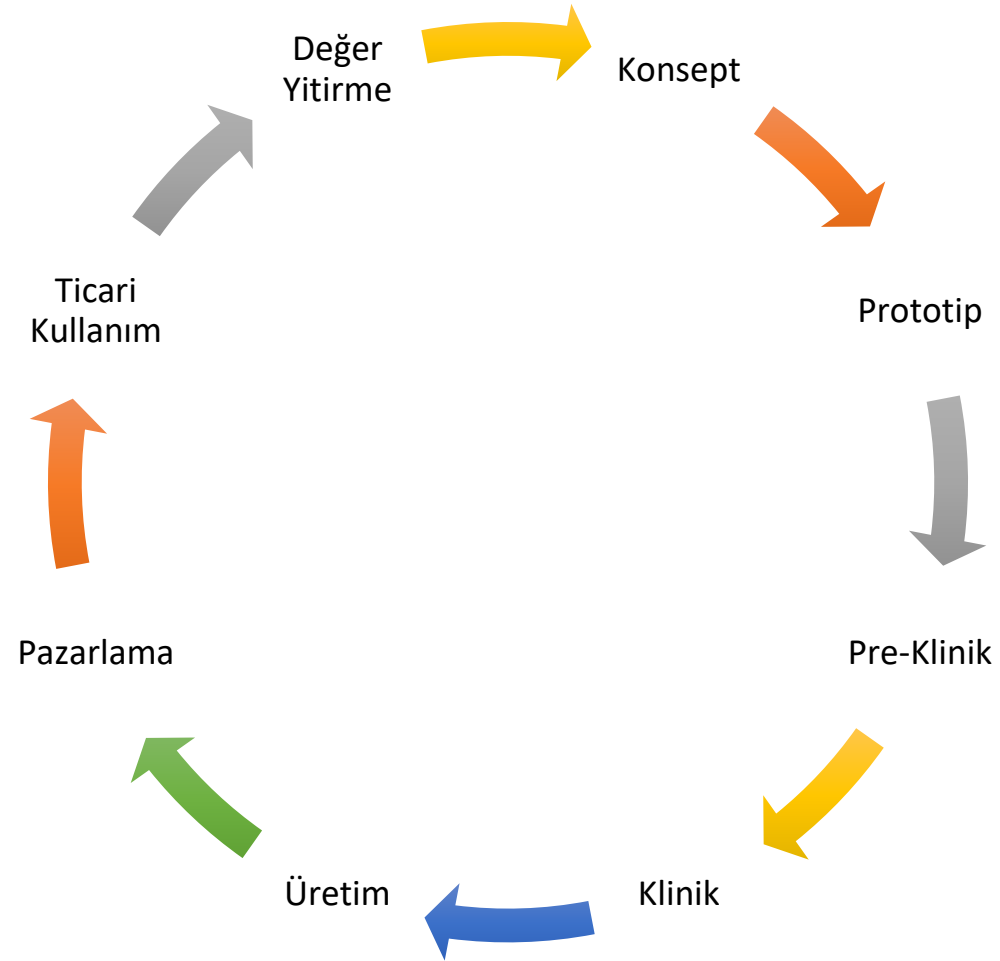 Değer
Yitirme
Konsept
Prototip
Pre-Klinik
Klinik
Üretim
Pazarlama
Ticari
Kullanım